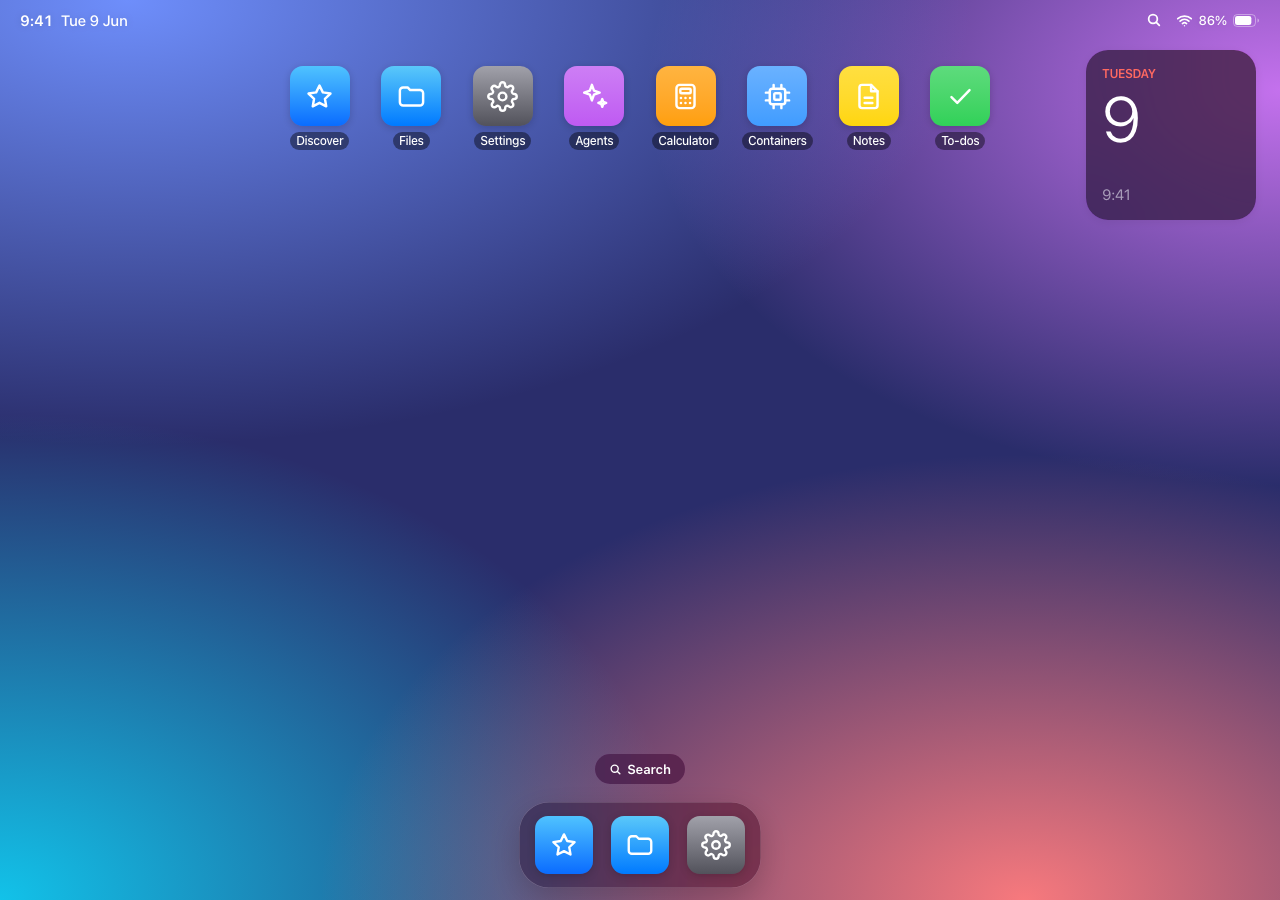 9:41 Tue 9 Jun
86%
TUESDAY
9
9:41
Discover
Files
Settings
Agents
Calculator
Containers
Notes
To-dos
Search